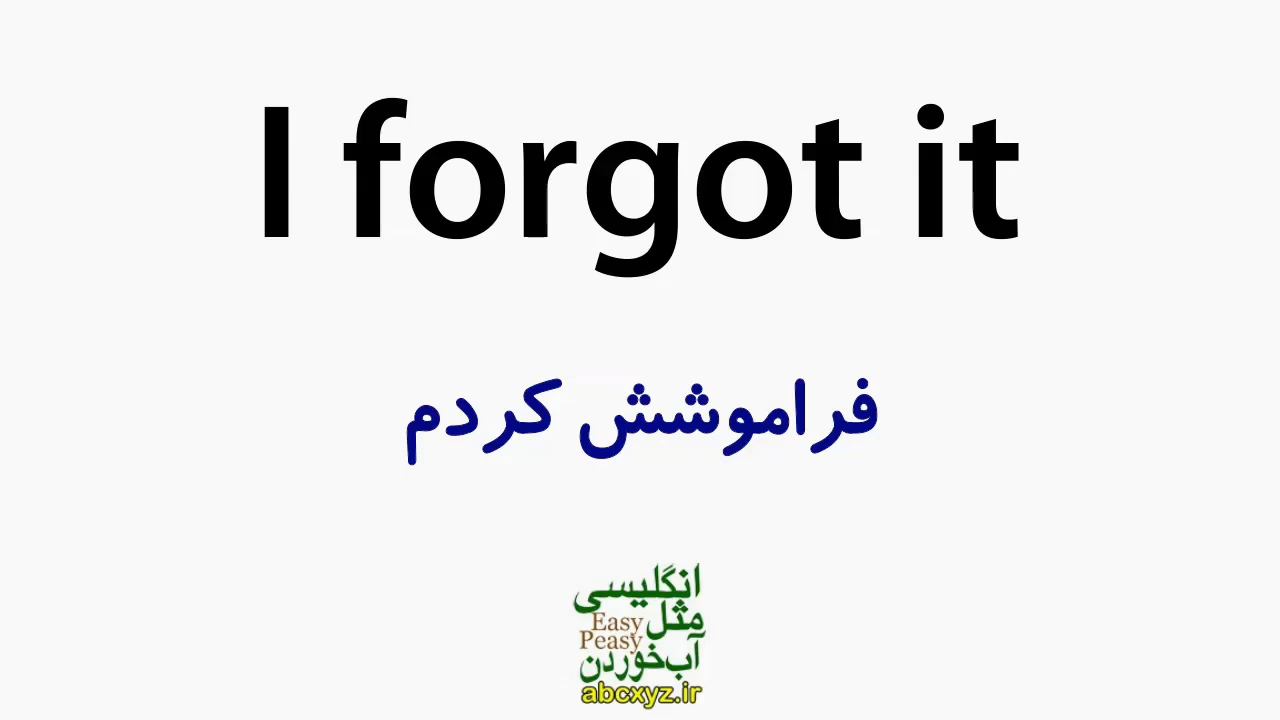 I forgot it
فراموشش کردم
انگلیسی
مثل
Easy
Peasy
آب‌خوردن
abcxyz.ir